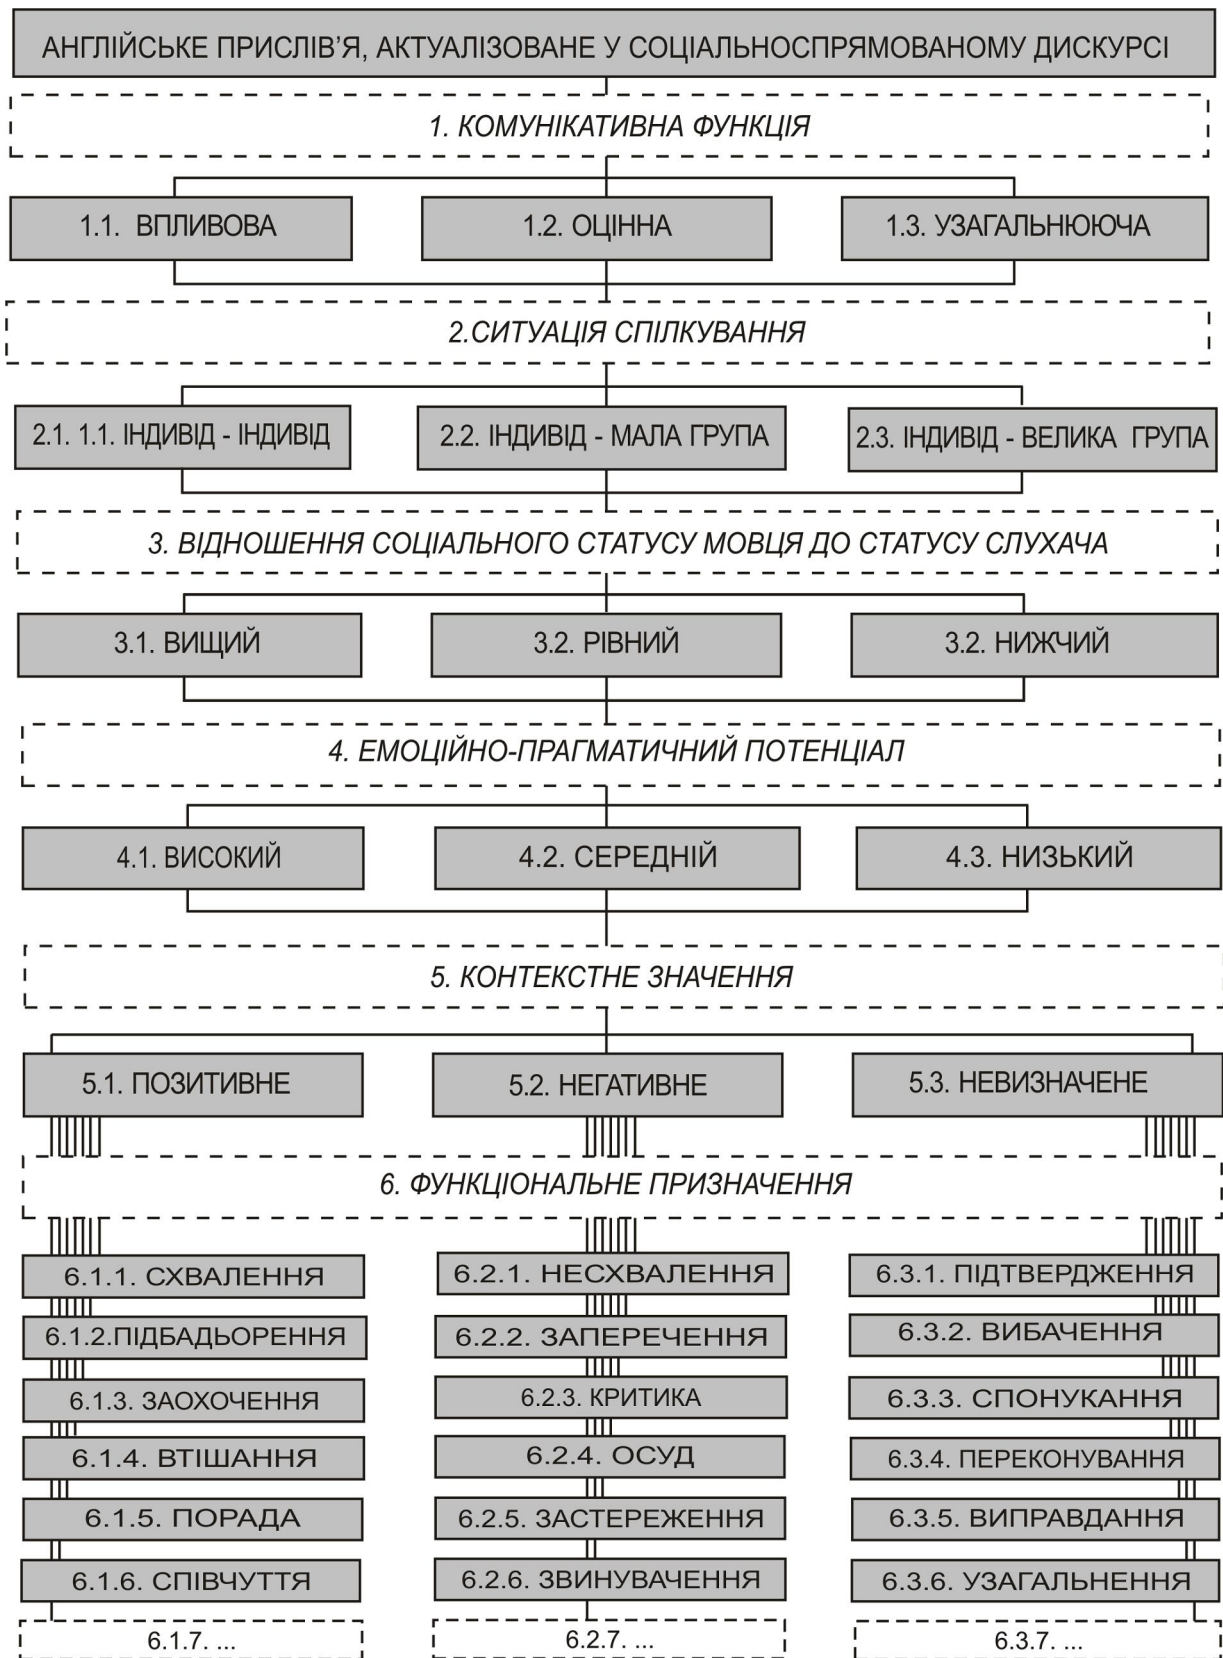 АНГЛІЙСЬКЕ ПРИСЛІВ’Я, АКТУАЛІЗОВАНЕ У СОЦІАЛЬНОСПРЯМОВАНОМУ ДИСКУРСІ
1. КОМУНІКАТИВНА ФУНКЦІЯ
1.1. ВПЛИВОВА
1.2. ОЦІННА
1.3. УЗАГАЛЬНЮЮЧА
2.СИТУАЦІЯ СПІЛКУВАННЯ
2.1. 1.1. ІНДИВІД - ІНДИВІД
2.2. ІНДИВІД - МАЛА ГРУПА
2.3. ІНДИВІД - ВЕЛИКА ГРУПА
3. ВІДНОШЕННЯ СОЦІАЛЬНОГО СТАТУСУ МОВЦЯ ДО СТАТУСУ СЛУХАЧА
3.1. ВИЩИЙ
3.2. РІВНИЙ
3.2. НИЖЧИЙ
4. ЕМОЦІЙНО-ПРАГМАТИЧНИЙ ПОТЕНЦІАЛ
4.1. ВИСОКИЙ
4.2. СЕРЕДНІЙ
4.3. НИЗЬКИЙ
5. КОНТЕКСТНЕ ЗНАЧЕННЯ
5.1. ПОЗИТИВНЕ
5.2. НЕГАТИВНЕ
5.3. НЕВИЗНАЧЕНЕ
6. ФУНКЦІОНАЛЬНЕ ПРИЗНАЧЕННЯ
6.1.1. СХВАЛЕННЯ
6.2.1. НЕСХВАЛЕННЯ
6.3.1. ПІДТВЕРДЖЕННЯ
6.1.2.ПІДБАДЬОРЕННЯ
6.2.2. ЗАПЕРЕЧЕННЯ
6.3.2. ВИБАЧЕННЯ
6.1.3. ЗАОХОЧЕННЯ
6.2.3. КРИТИКА
6.3.3. СПОНУКАННЯ
6.1.4. ВТІШАННЯ
6.2.4. ОСУД
6.3.4. ПЕРЕКОНУВАННЯ
6.1.5. ПОРАДА
6.2.5. ЗАСТЕРЕЖЕННЯ
6.3.5. ВИПРАВДАННЯ
6.1.6. СПІВЧУТТЯ
6.2.6. ЗВИНУВАЧЕННЯ
6.3.6. УЗАГАЛЬНЕННЯ
6.1.7. ...
6.2.7. ...
6.3.7. ...